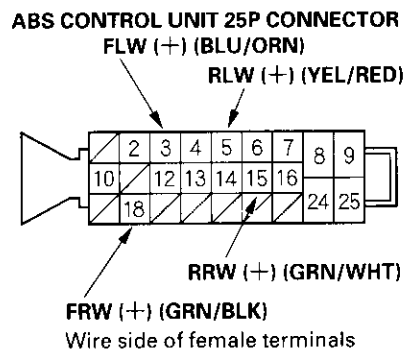 ABS CONTROL UNIT 25P CONNECTOR
FLW (+) (BLU/ORN)
RLW (+) (YEL/RED)
2 3 4 5 6 7 8 9
10 12 13 14 15 16
18 24 25
RRW (+) (GRN/WHT)
FRW (+) (GRN/BLK)
Wire side of female terminals